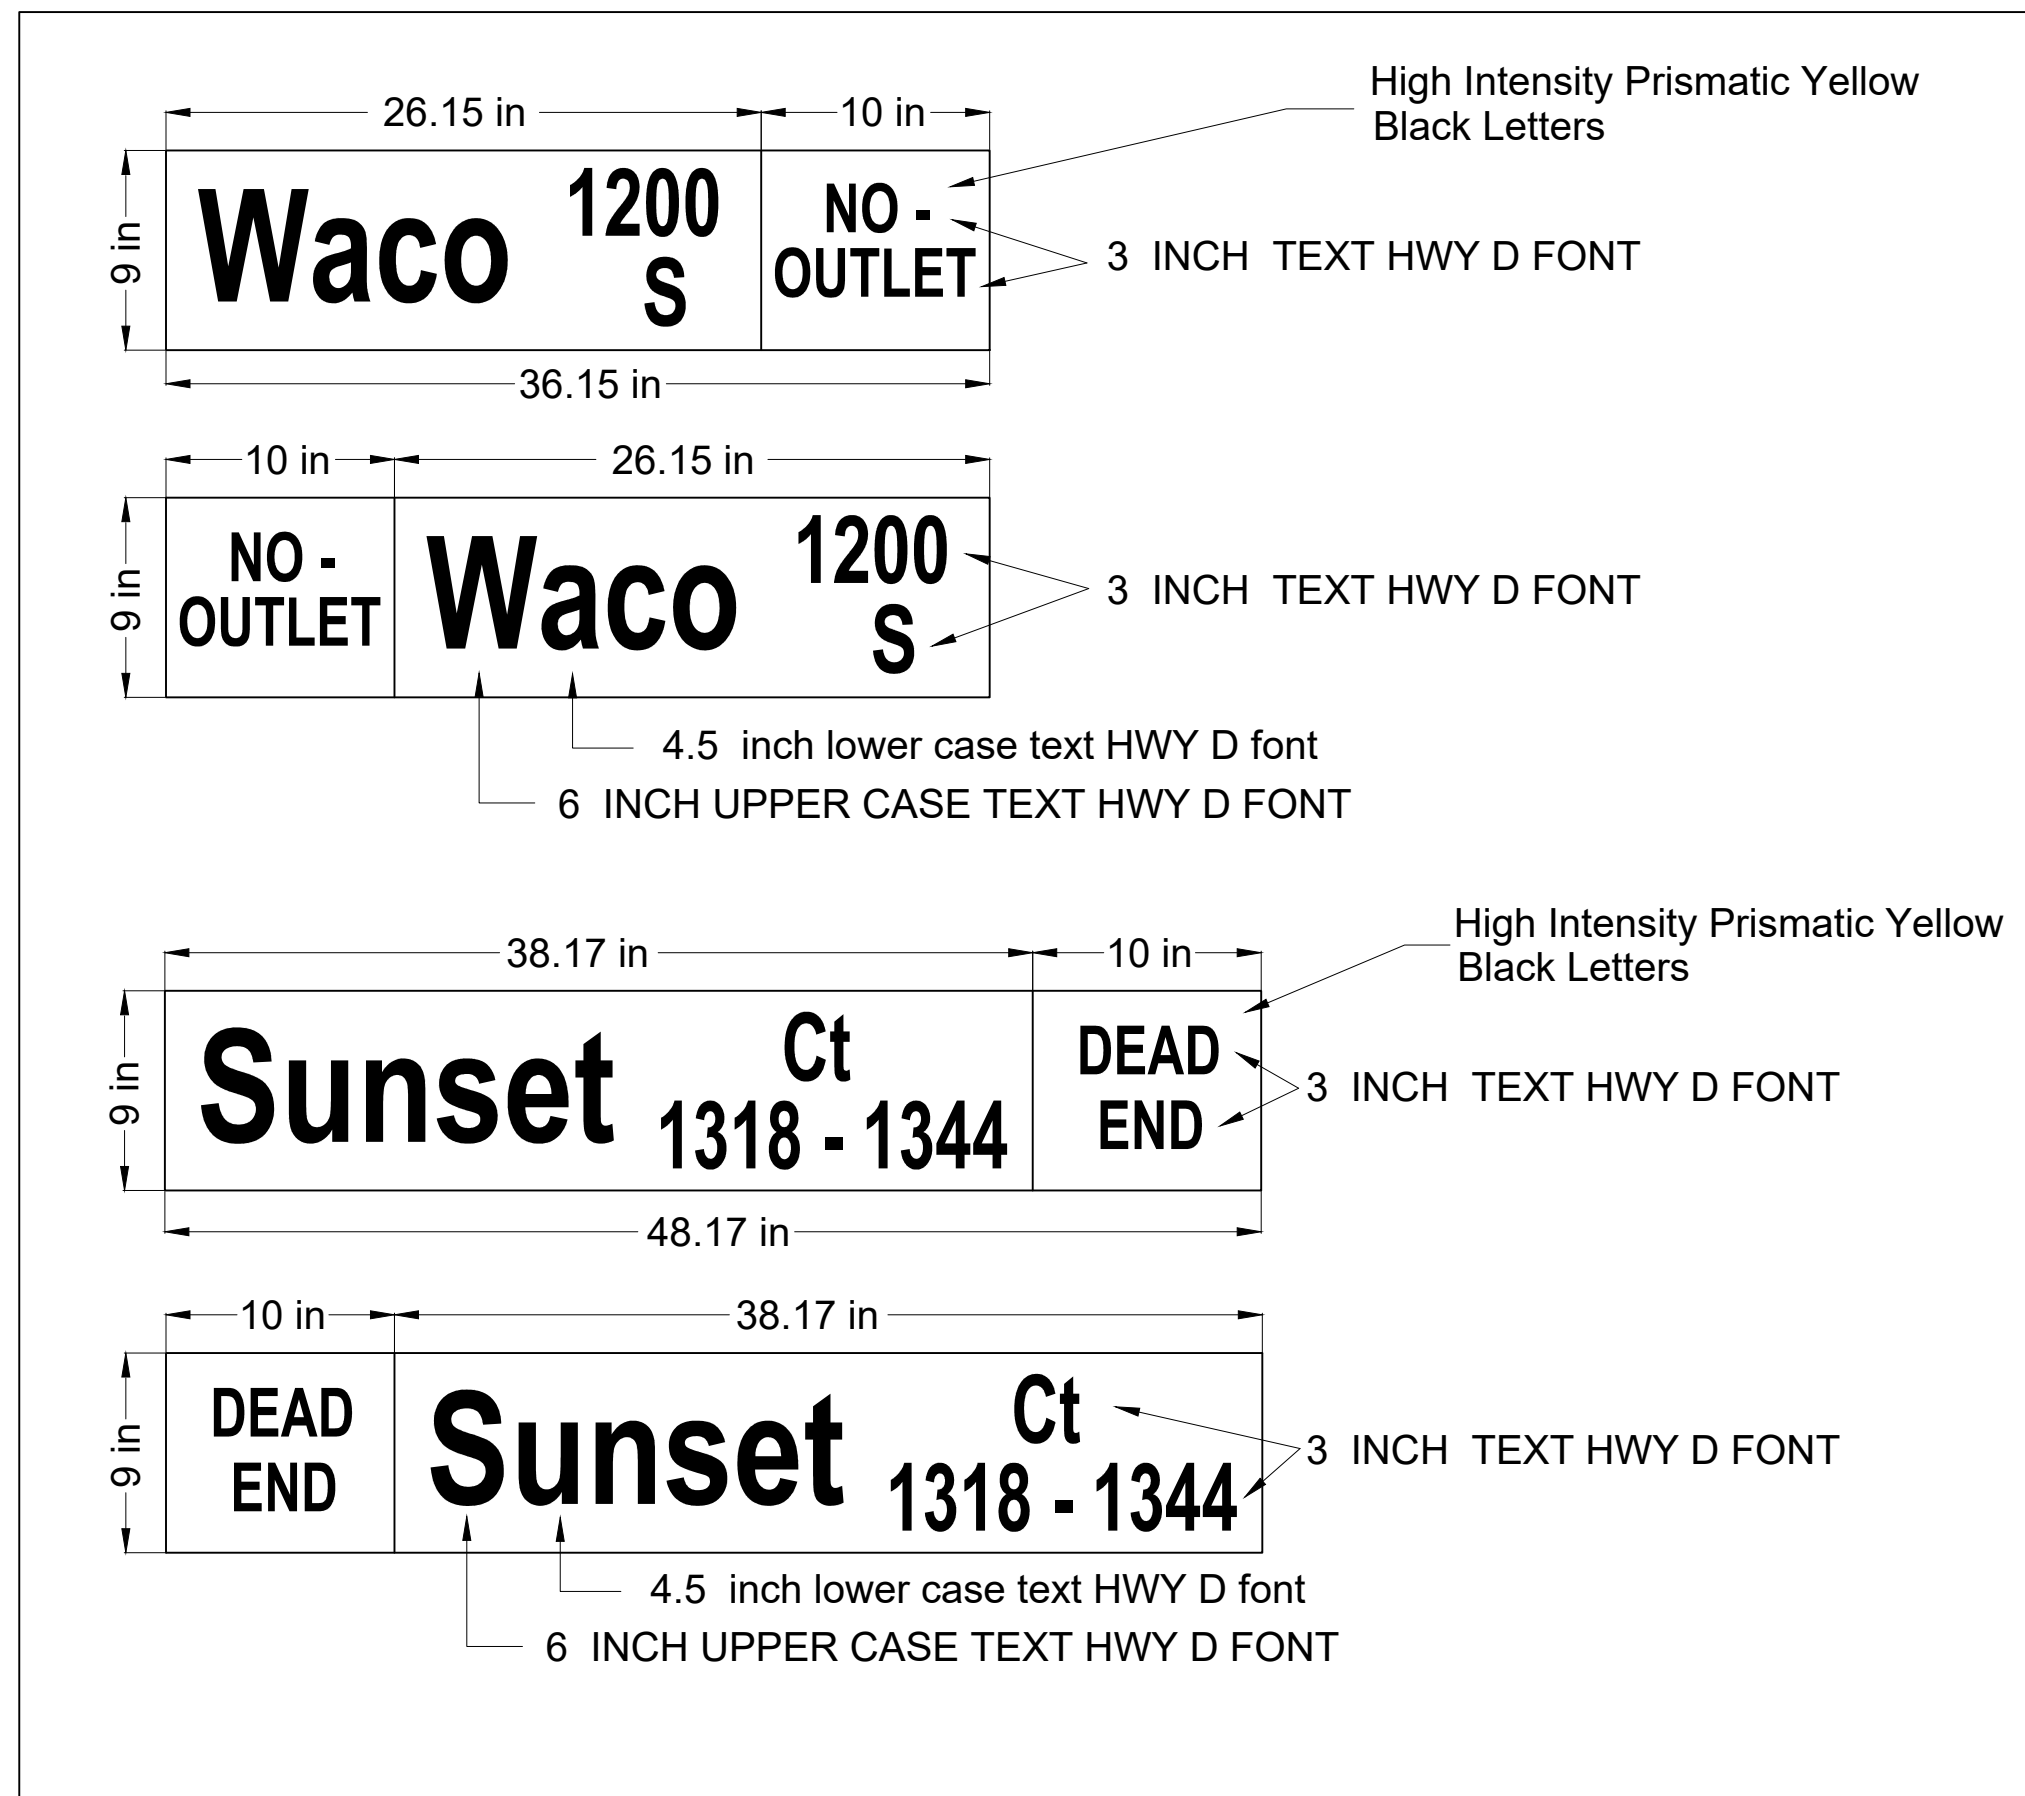 High Intensity Prismatic Yellow
Black Letters
26.15 in 10 in
9 in
Waco 1200 S
NO -
OUTLET
3 INCH TEXT HWY D FONT
36.15 in
10 in 26.15 in
9 in
NO -
OUTLET
Waco 1200 S
3 INCH TEXT HWY D FONT
4.5 inch lower case text HWY D font
6 INCH UPPER CASE TEXT HWY D FONT
High Intensity Prismatic Yellow
Black Letters
38.17 in 10 in
9 in
Sunset Ct
1318 - 1344
DEAD
END
3 INCH TEXT HWY D FONT
48.17 in
10 in 38.17 in
9 in
DEAD
END
Sunset Ct
1318 - 1344
3 INCH TEXT HWY D FONT
4.5 inch lower case text HWY D font
6 INCH UPPER CASE TEXT HWY D FONT